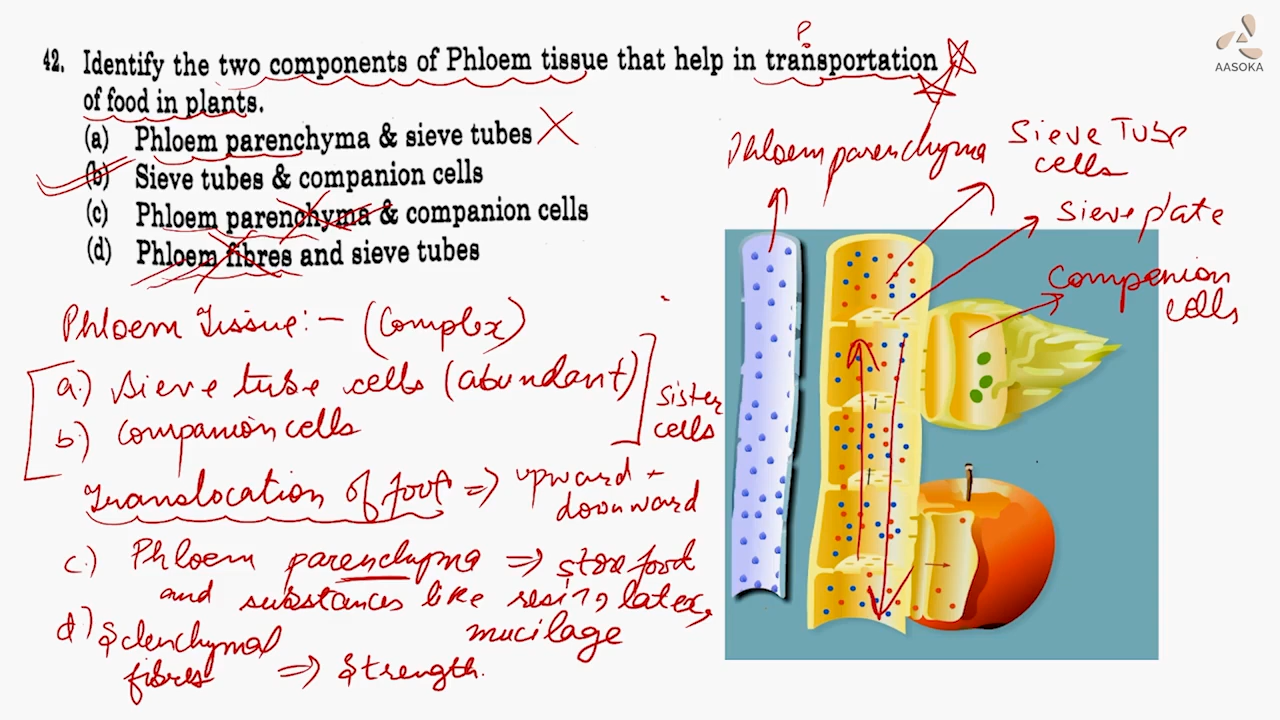 42. Identify the two components of Phloem tissue that help in transportation
of food in plants.
(a) Phloem parenchyma & sieve tubes
(b) Sieve tubes & companion cells
(c) Phloem parenchyma & companion cells
(d) Phloem fibres and sieve tubes
AASOKA
P
Phloem parenchyma
Sieve Tube
cells
Sieve plate
Companion
cells
Phloem Tissue:- (Complex)
a.) Sieve tube cells (abundant)
b.) Companion cells
Sister
cells
Translocation of foof => upward +
downward
c.) Phloem parenchyma => store food
and substances like resin, latex,
mucilage
d) Sclenchymal
fibres => Strength.